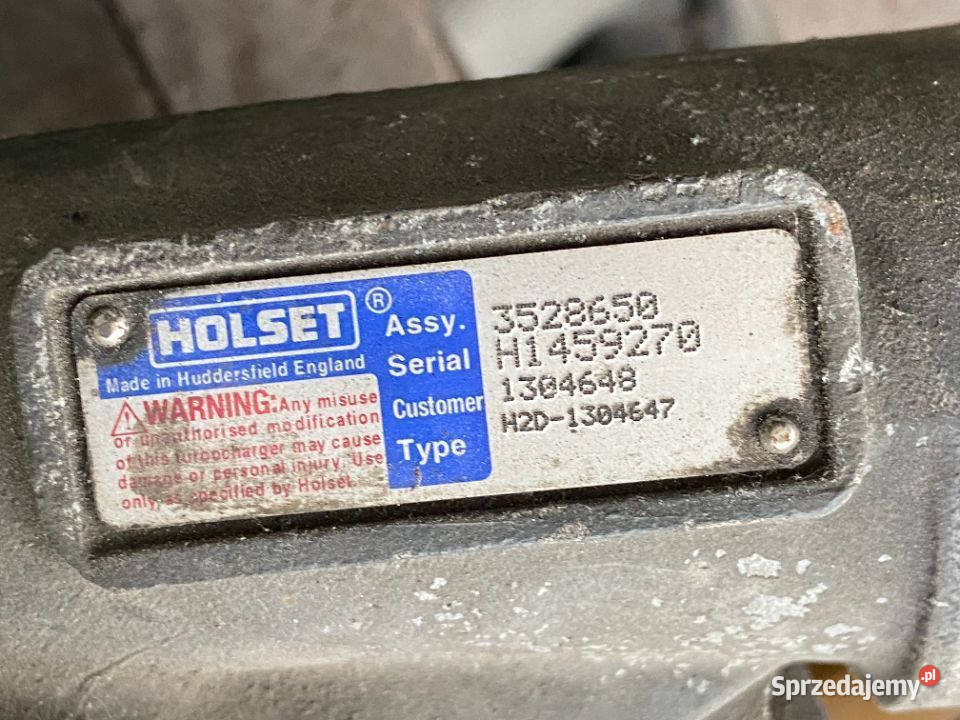 HOLSET ®
Made in Huddersfield England
WARNING: Any misuse
or unauthorised modification
of this turbocharger may cause
damage or personal injury. Use
only as specified by Holset.
Assy. 3528650
Serial H1459270
Customer 1304648
Type H2D-1304647
Sprzedajemy.pl